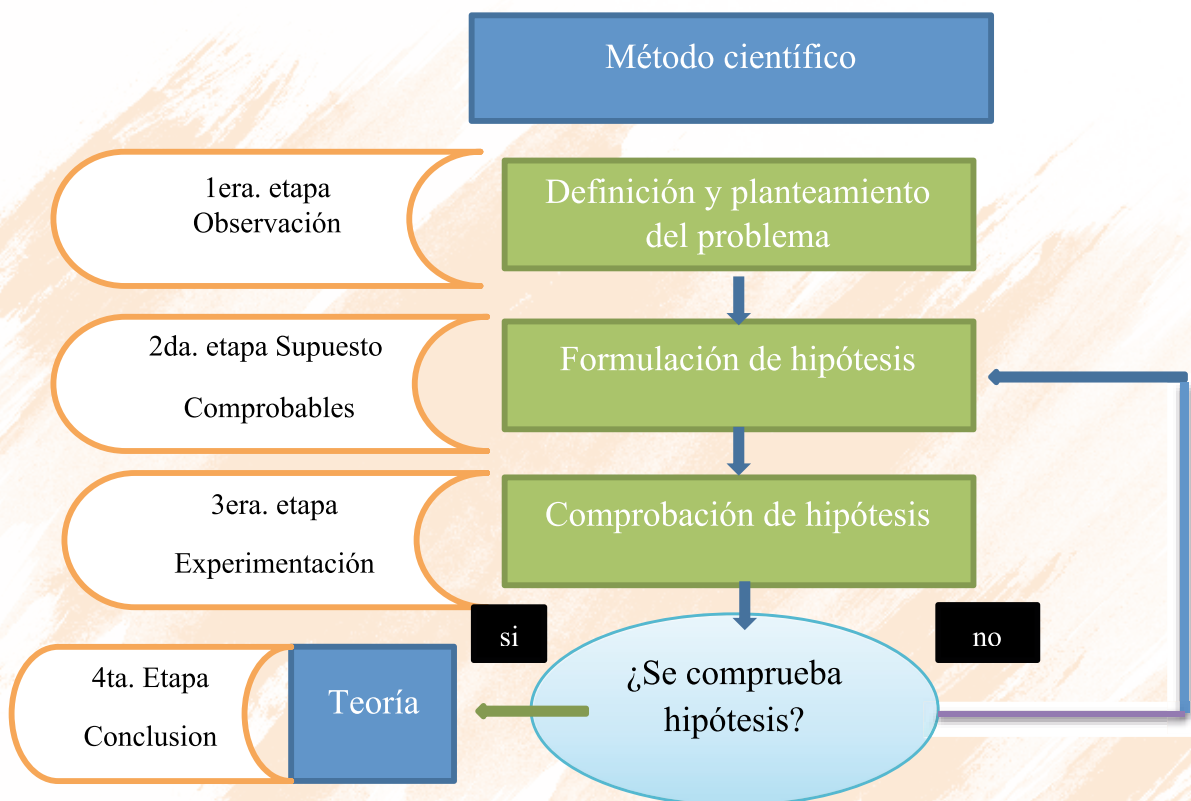 Método científico
1era. etapa
Observación
Definición y planteamiento
del problema
2da. etapa Supuesto
Comprobables
Formulación de hipótesis
3era. etapa
Experimentación
Comprobación de hipótesis
si
no
¿Se comprueba
hipótesis?
4ta. Etapa
Conclusion
Teoría